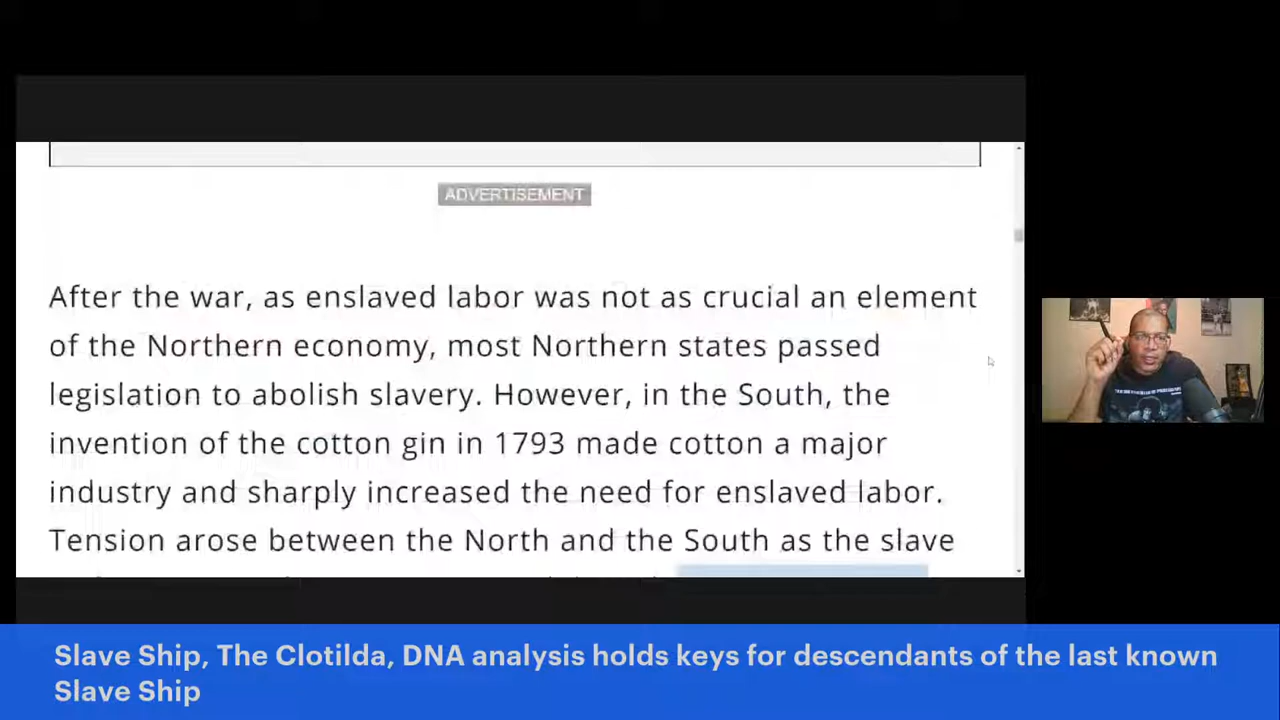 ADVERTISEMENT
After the war, as enslaved labor was not as crucial an element
of the Northern economy, most Northern states passed
legislation to abolish slavery. However, in the South, the
invention of the cotton gin in 1793 made cotton a major
industry and sharply increased the need for enslaved labor.
Tension arose between the North and the South as the slave
Slave Ship, The Clotilda, DNA analysis holds keys for descendants of the last known
Slave Ship